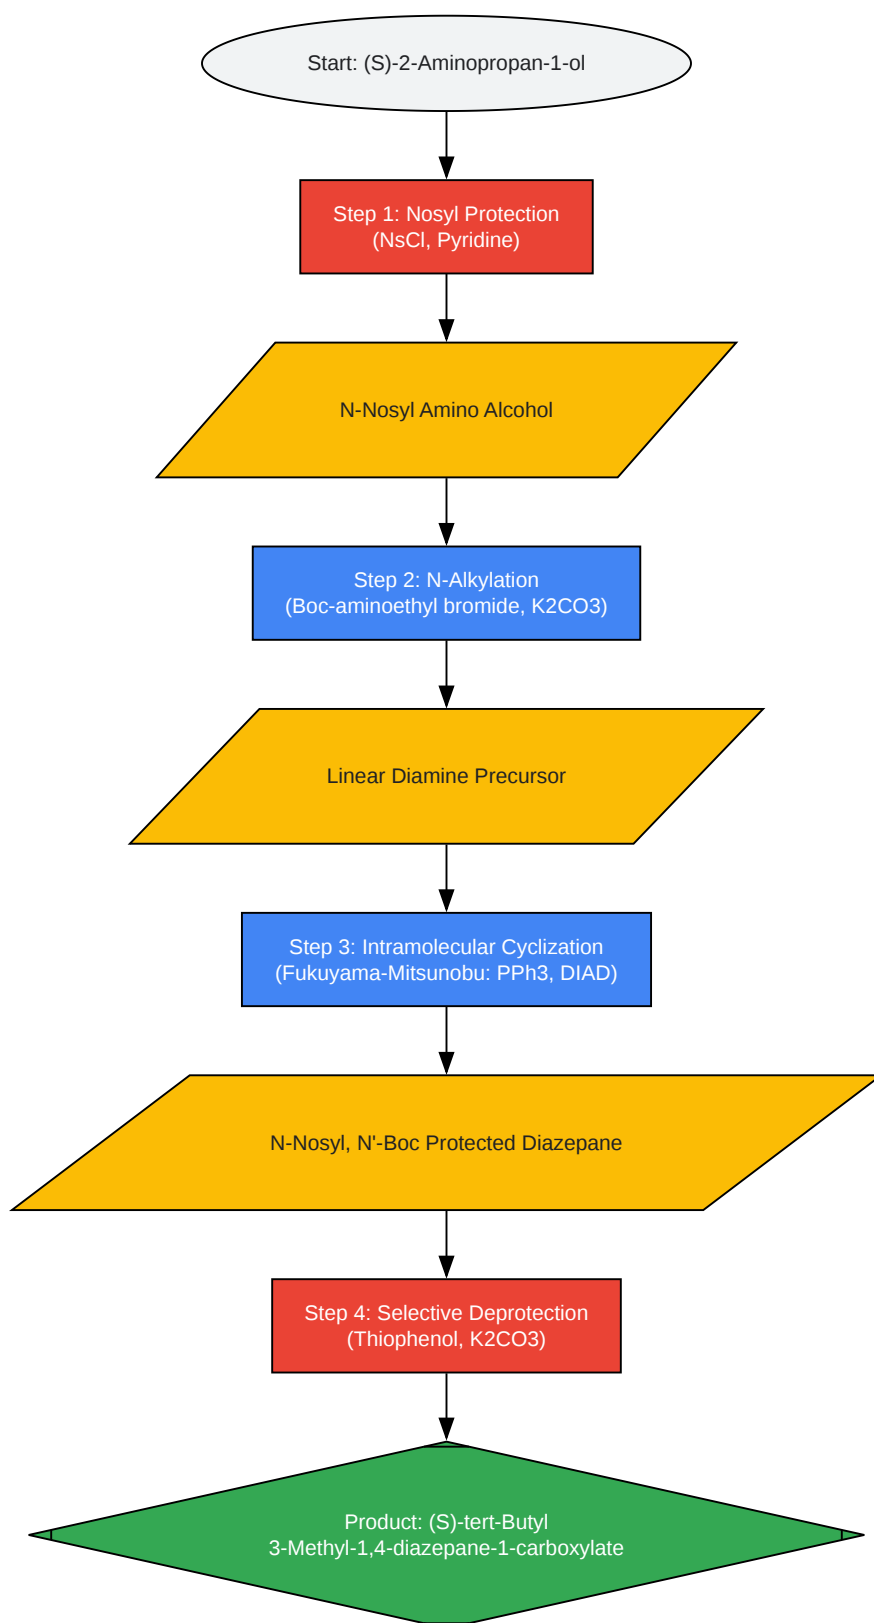 Start: (S)-2-Aminopropan-1-ol
Step 1: Nosyl Protection
(NsCl, Pyridine)
N-Nosyl Amino Alcohol
Step 2: N-Alkylation
(Boc-aminoethyl bromide, K2CO3)
Linear Diamine Precursor
Step 3: Intramolecular Cyclization
(Fukuyama-Mitsunobu: PPh3, DIAD)
N-Nosyl, N'-Boc Protected Diazepane
Step 4: Selective Deprotection
(Thiophenol, K2CO3)
Product: (S)-tert-Butyl
3-Methyl-1,4-diazepane-1-carboxylate